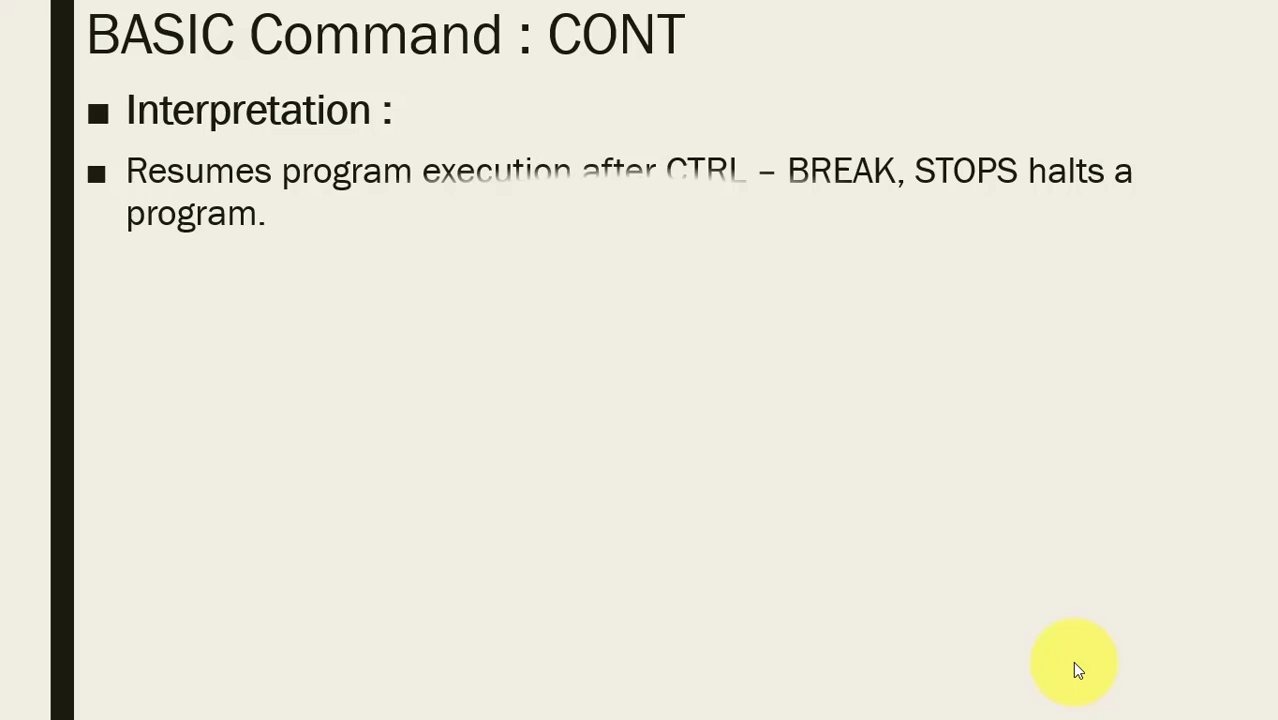 BASIC Command : CONT
■ Interpretation :
■ Resumes program execution after CTRL – BREAK, STOPS halts a
program.